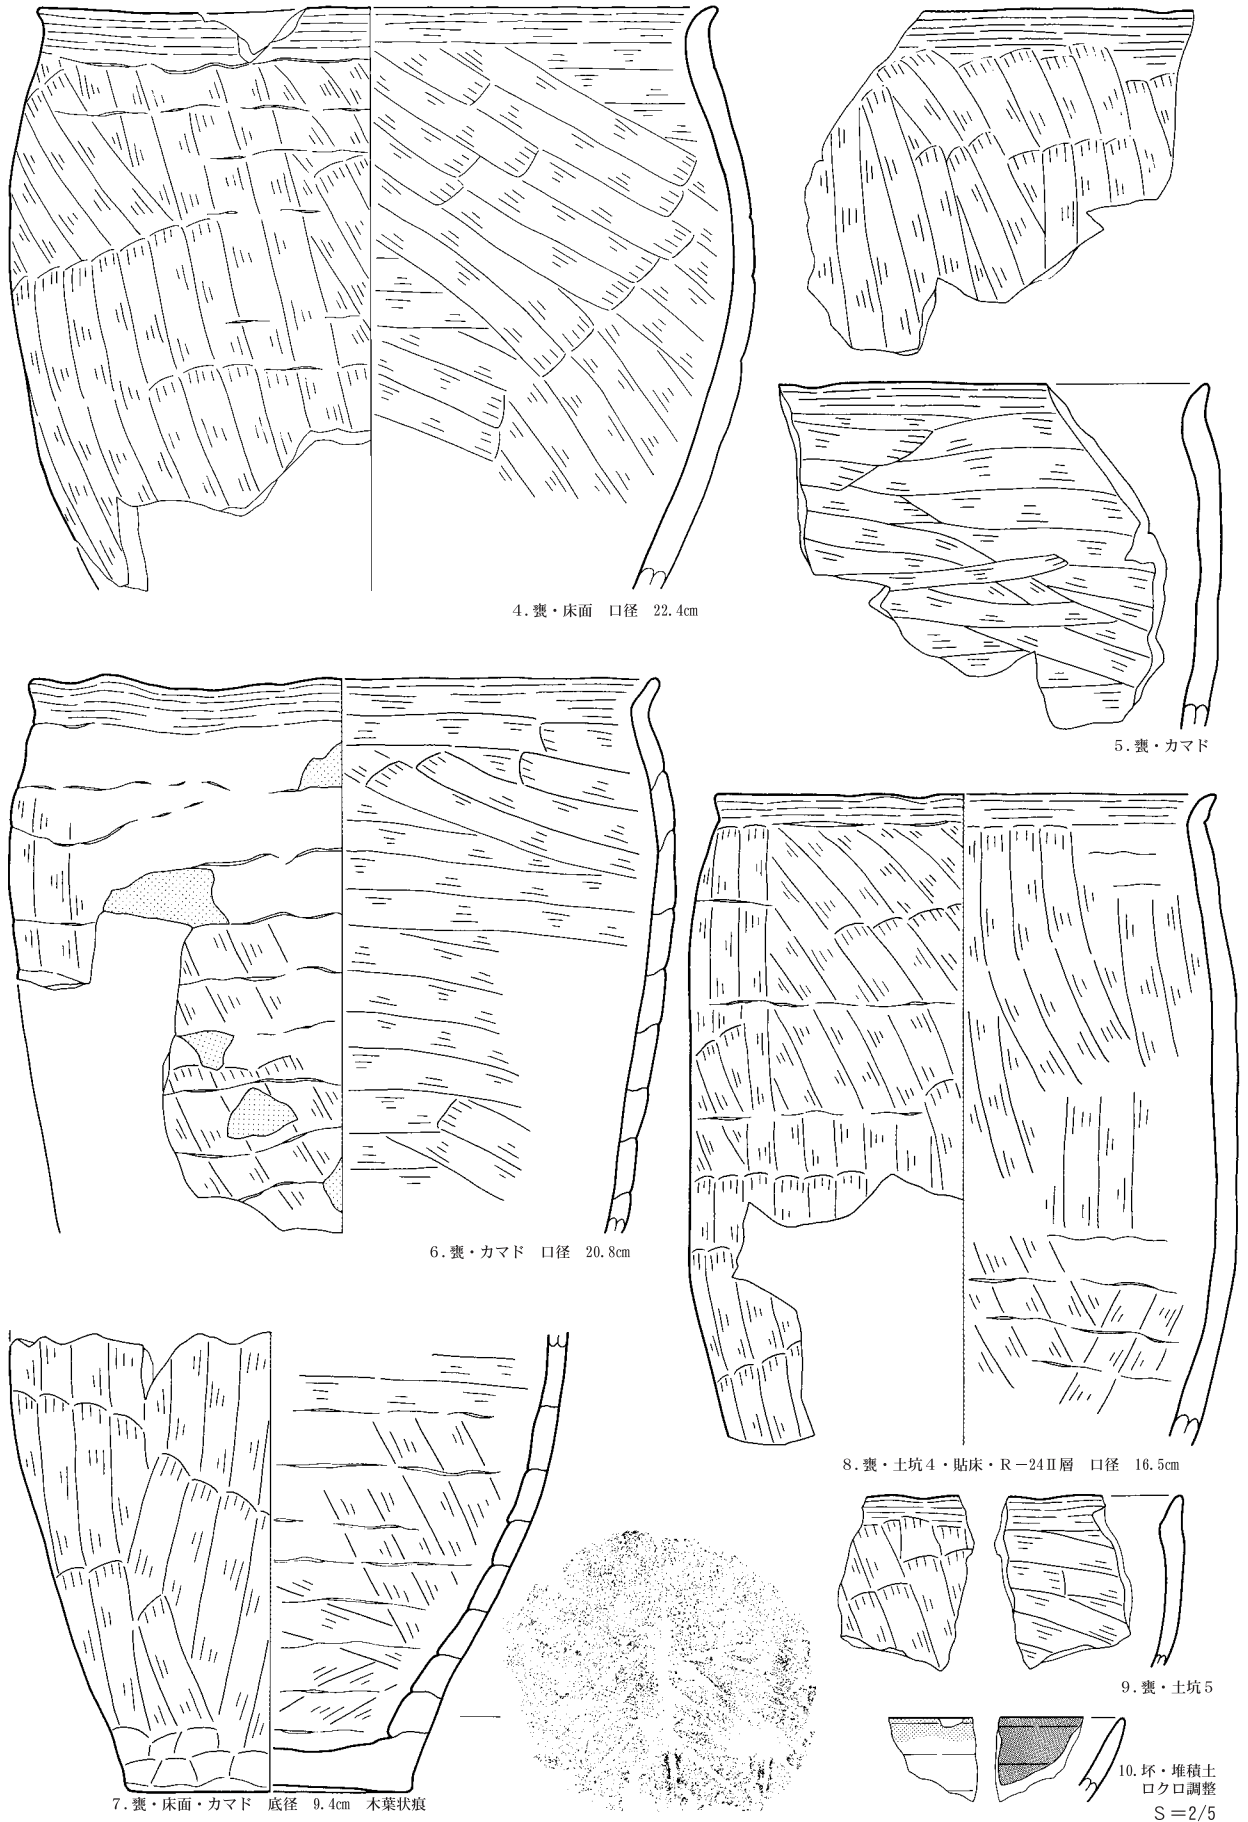 4.甕・床面　口径　22.4cm
5.甕・カマド
6.甕・カマド　口径　20.8cm
8.甕・土坑4・貼床・R－24Ⅱ層　口径　16.5cm
9.甕・土坑5
7.甕・床面・カマド　底径　9.4cm　木葉状痕
10.坏・堆積土
ロクロ調整
S＝2/5